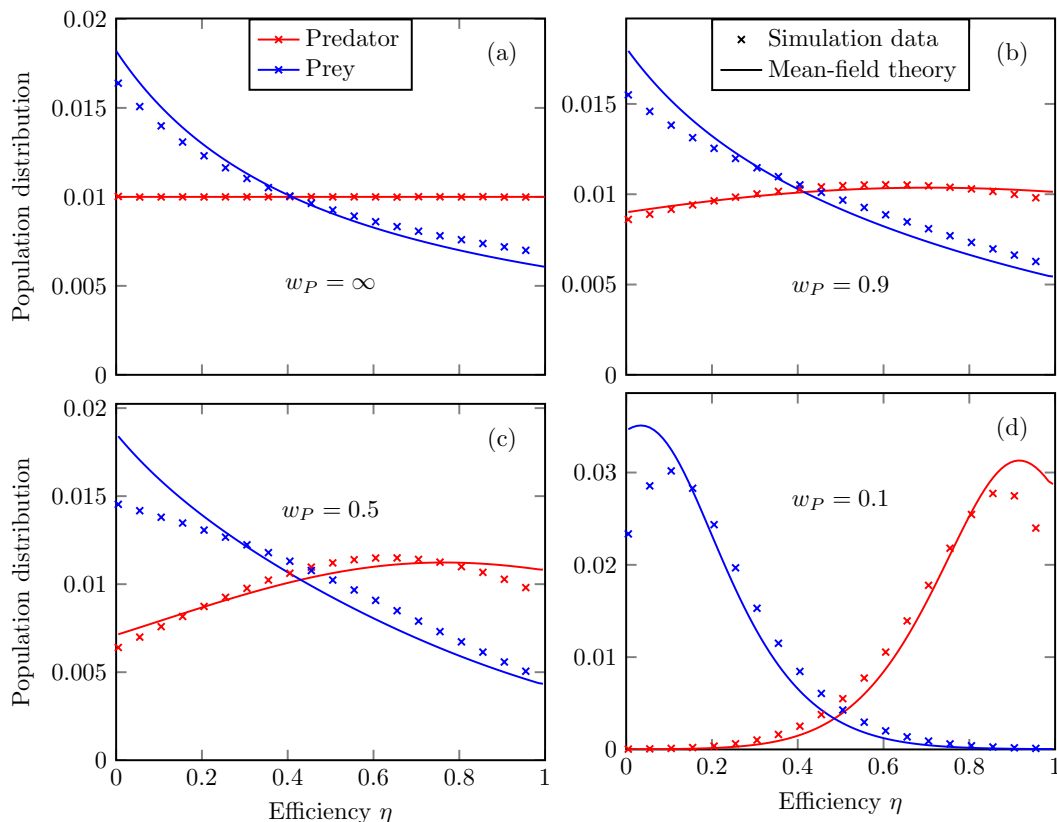 0.02
0.015
0.01
0.005
0
Population distribution
Predator
Prey
(a)
w_P = ∞
0.015
0.01
0.005
0
Simulation data
Mean-field theory
(b)
w_P = 0.9
0.02
0.015
0.01
0.005
0
Population distribution
(c)
w_P = 0.5
0 0.2 0.4 0.6 0.8 1
Efficiency η
0.03
0.02
0.01
0
(d)
w_P = 0.1
0 0.2 0.4 0.6 0.8 1
Efficiency η